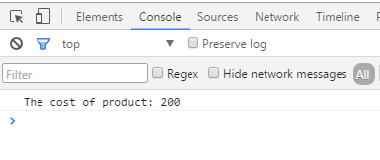 Elements Console Sources Network Timeline
top Preserve log
Filter Regex Hide network messages All
The cost of product: 200